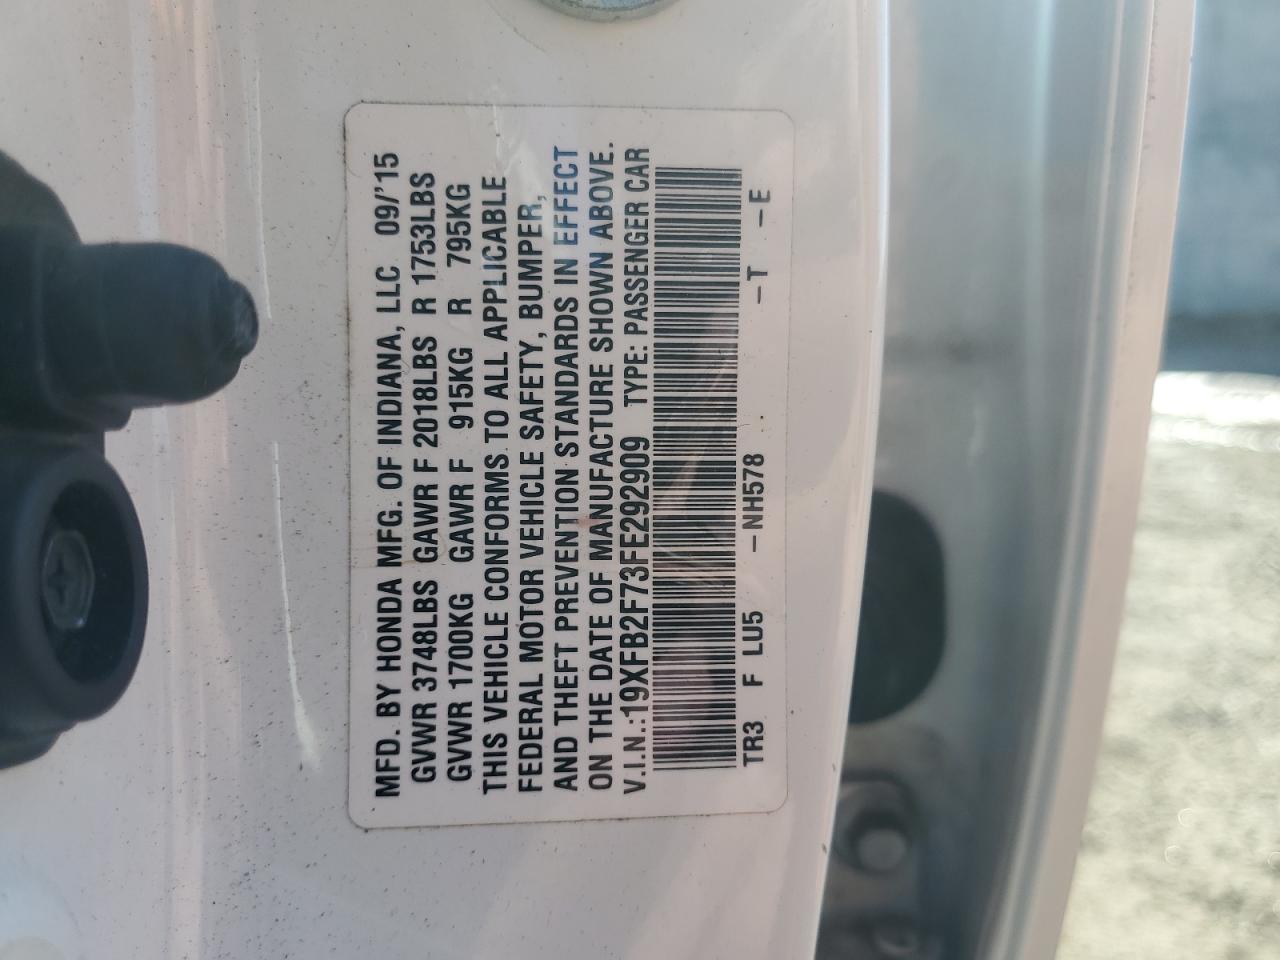 MFD. BY HONDA MFG. OF INDIANA, LLC 09/'15
GVWR 3748LBS GAWR F 2018LBS R 1753LBS
GVWR 1700KG GAWR F 915KG R 795KG
THIS VEHICLE CONFORMS TO ALL APPLICABLE
FEDERAL MOTOR VEHICLE SAFETY, BUMPER,
AND THEFT PREVENTION STANDARDS IN EFFECT
ON THE DATE OF MANUFACTURE SHOWN ABOVE.
V.I.N.:19XFB2F73FE292909 TYPE: PASSENGER CAR
TR3 F LU5 -NH578 -T -E